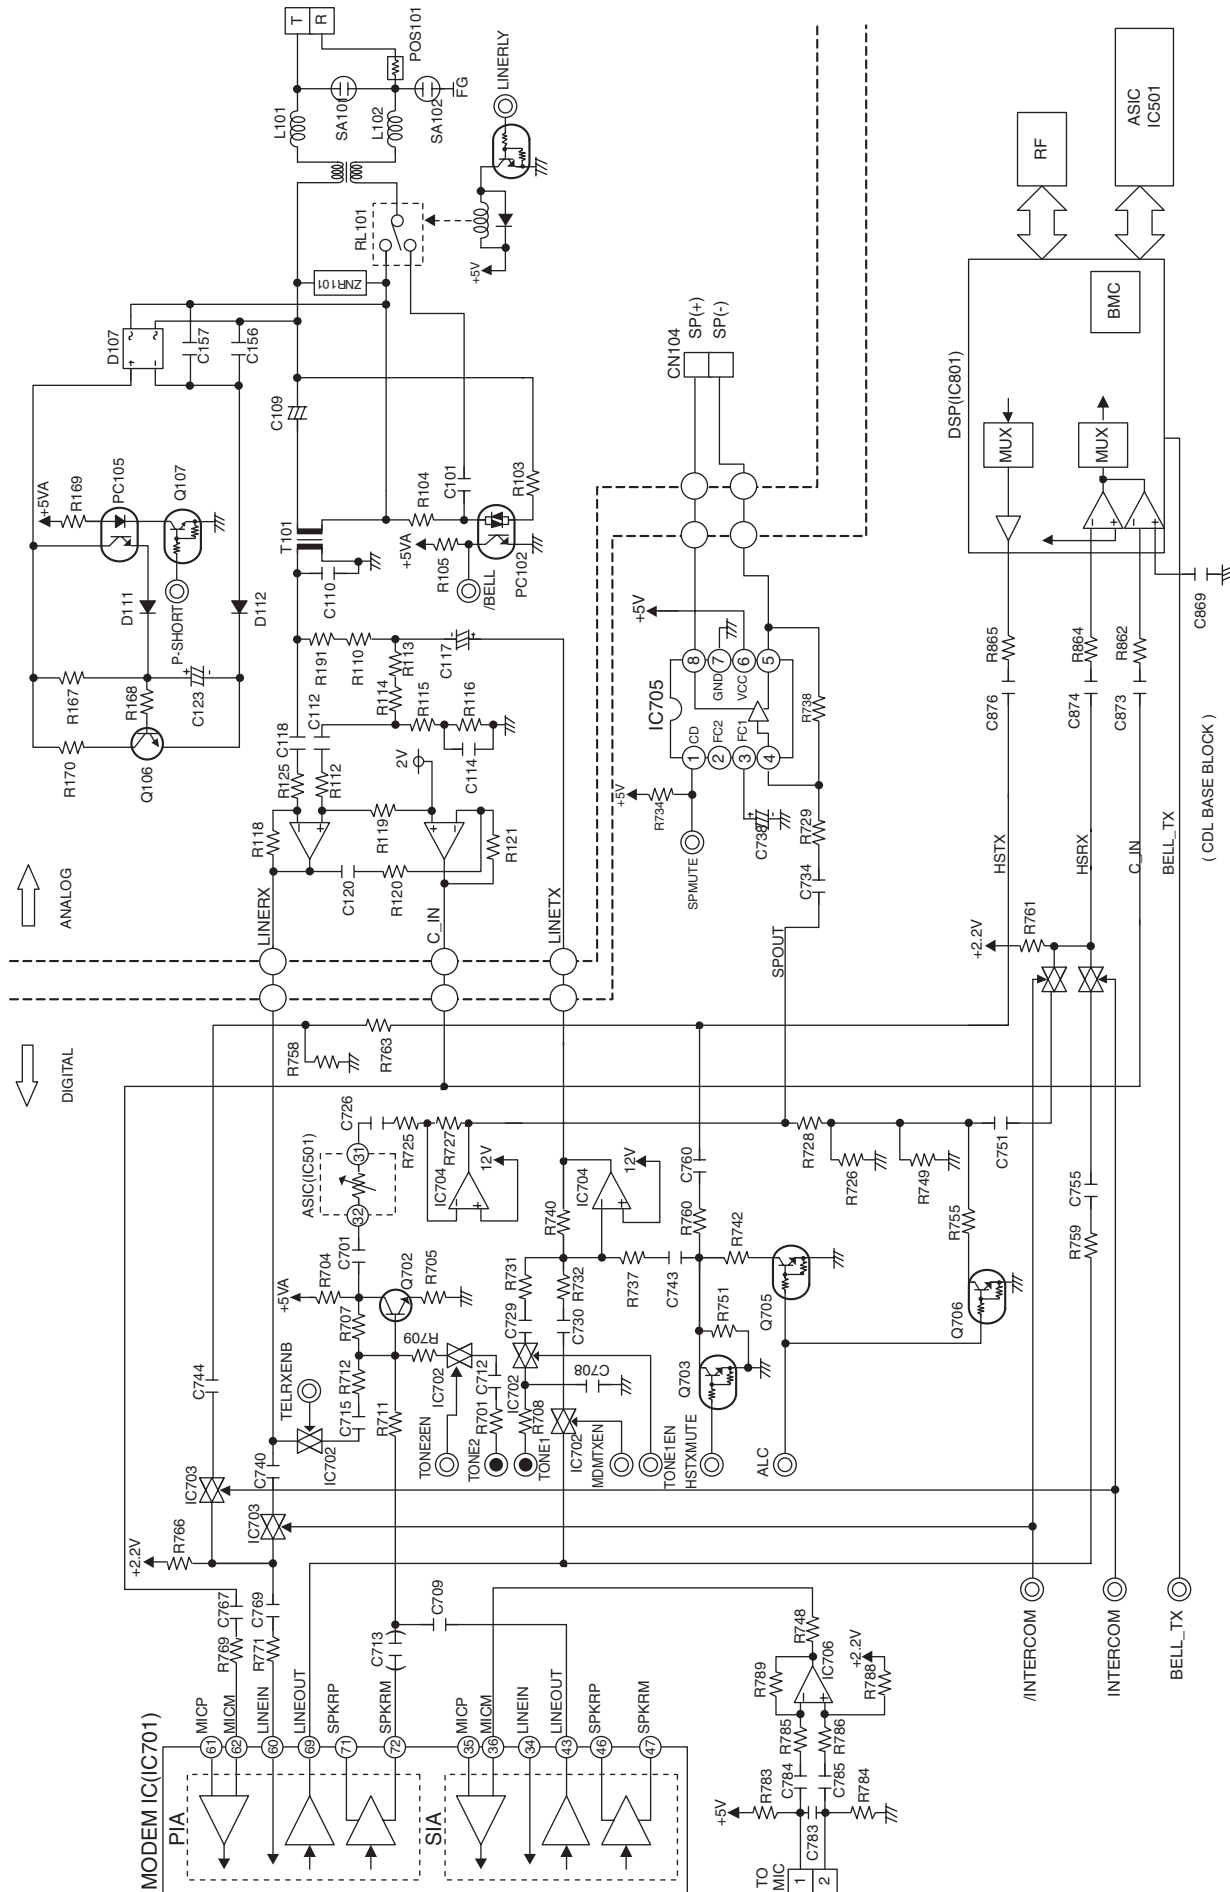 MODEM IC(IC701)
PIA
SIA
MICP
61
MICM
62
LINEIN
60
LINEOUT
69
SPKRP
71
SPKRM
72
MICP
35
MICM
36
LINEIN
34
LINEOUT
43
SPKRP
46
SPKRM
47
TO
MIC
1
2
+5V
R783
C783
R784
C784
C785
R785
R786
R789
IC706
R788
+2.2V
R748
R769
C767
R771
C769
C713
C709
+2.2V
R766
IC703
IC703
C740
C744
TELRXENB
IC702
C715
R712
R711
R707
R704
+5VA
C701
Q702
R705
R709
IC702
C712
R701
TONE2EN
TONE2
TONE1
R708
IC702
C708
IC702
MDMTXEN
TONE1EN
HSTXMUTE
ALC
C729
R731
C730
R732
ASIC(IC501)
32
31
C726
R725
R727
IC704
12V
R740
IC704
12V
R737
C743
R760
C760
R742
R751
Q703
Q705
R728
R726
R749
R755
Q706
C751
C755
R759
/INTERCOM
INTERCOM
BELL_TX
DIGITAL
ANALOG
R758
R763
LINERX
C_IN
LINETX
SPOUT
+2.2V
R761
HSTX
HSRX
C_IN
BELL_TX
( CDL BASE BLOCK )
C876
R865
C874
R864
C873
R862
C869
DSP(IC801)
MUX
MUX
BMC
RF
ASIC
IC501
R118
R125
C118
R112
C112
C120
R120
R119
R121
2V
R191
R110
R113
R114
R115
R116
C114
C117
C110
T101
C109
R170
R167
R168
Q106
C123
D111
D112
P-SHORT
Q107
PC105
R169
+5VA
D107
C157
C156
+5VA
R105
/BELL
PC102
R104
C101
R103
ZNR101
RL101
+5V
LINERLY
L101
L102
SA101
SA102
FG
POS101
T
R
C734
R729
R738
SPMUTE
R734
+5V
IC705
1
CD
2
FC2
3
FC1
4
8
7
GND
6
VCC
5
+5V
CN104
SP(+)
SP(-)